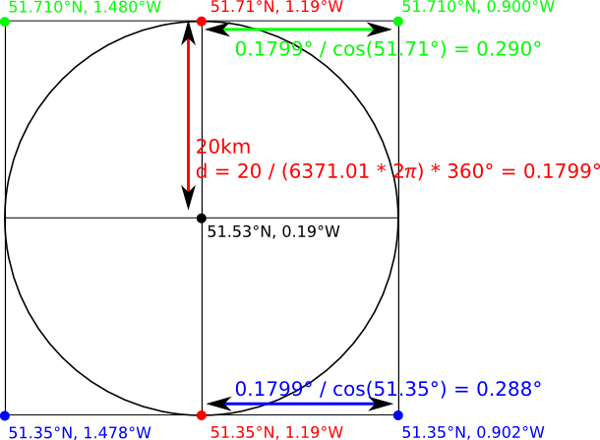 51.710°N, 1.480°W
51.71°N, 1.19°W
51.710°N, 0.900°W
0.1799° / cos(51.71°) = 0.290°
20km
d = 20 / (6371.01 * 2π) * 360° = 0.1799°
51.53°N, 0.19°W
0.1799° / cos(51.35°) = 0.288°
51.35°N, 1.478°W
51.35°N, 1.19°W
51.35°N, 0.902°W